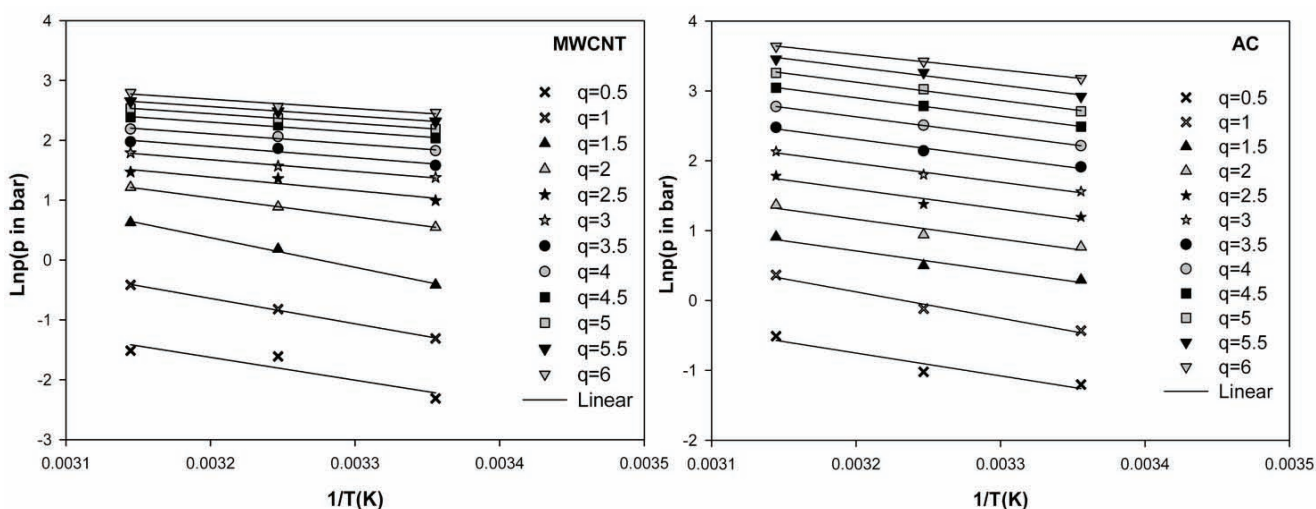 MWCNT
Lnp(p in bar)
4
3
2
1
0
-1
-2
-3
q=0.5
q=1
q=1.5
q=2
q=2.5
q=3
q=3.5
q=4
q=4.5
q=5
q=5.5
q=6
Linear
0.0031
0.0032
0.0033
0.0034
0.0035
1/T(K)
AC
Lnp(p in bar)
4
3
2
1
0
-1
-2
q=0.5
q=1
q=1.5
q=2
q=2.5
q=3
q=3.5
q=4
q=4.5
q=5
q=5.5
q=6
Linear
0.0031
0.0032
0.0033
0.0034
0.0035
1/T(K)